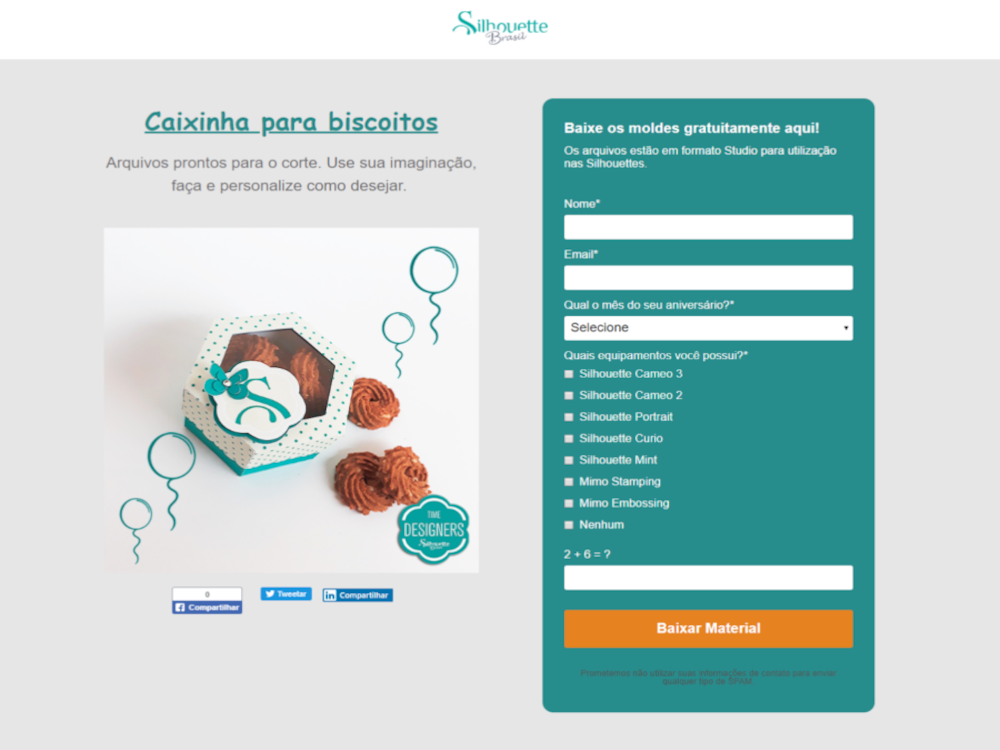 Silhouette
Brasil
Caixinha para biscoitos
Arquivos prontos para o corte. Use sua imaginação,
faça e personalize como desejar.
S
TIME
DESIGNERS
Silhouette
0
Compartilhar
Tweetar
in Compartilhar
Baixe os moldes gratuitamente aqui!
Os arquivos estão em formato Studio para utilização
nas Silhouettes.
Nome*
Email*
Qual o mês do seu aniversário?*
Selecione
Quais equipamentos você possui?*
Silhouette Cameo 3
Silhouette Cameo 2
Silhouette Portrait
Silhouette Curio
Silhouette Mint
Mimo Stamping
Mimo Embossing
Nenhum
2 + 6 = ?
Baixar Material
Prometemos não utilizar suas informações de contato para enviar
qualquer tipo de SPAM.